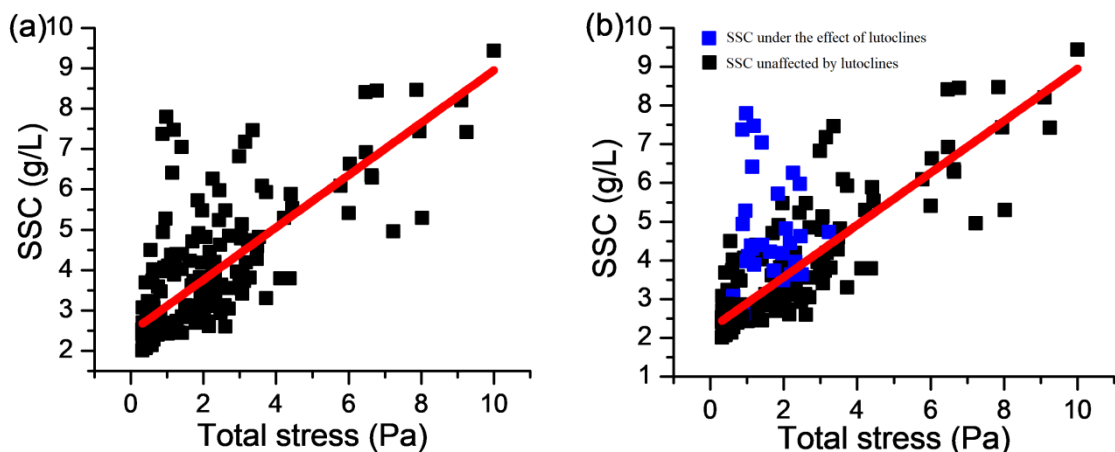 (a)
SSC (g/L)
10
9
8
7
6
5
4
3
2
0 2 4 6 8 10
Total stress (Pa)
(b)
SSC under the effect of lutoclines
SSC unaffected by lutoclines
SSC (g/L)
10
9
8
7
6
5
4
3
2
1
0 2 4 6 8 10
Total stress (Pa)